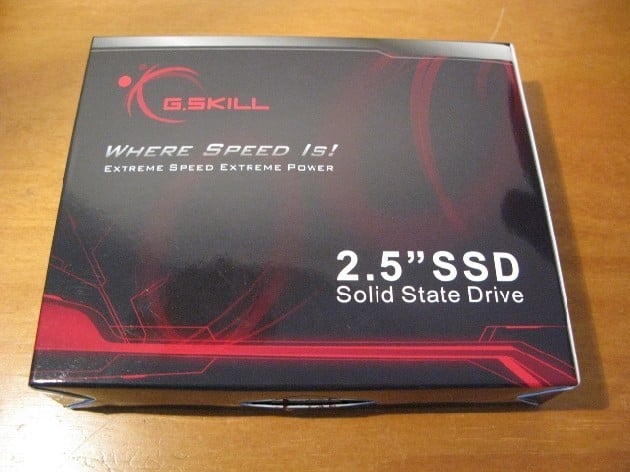 G.SKILL
WHERE SPEED IS!
EXTREME SPEED EXTREME POWER
2.5”SSD
Solid State Drive